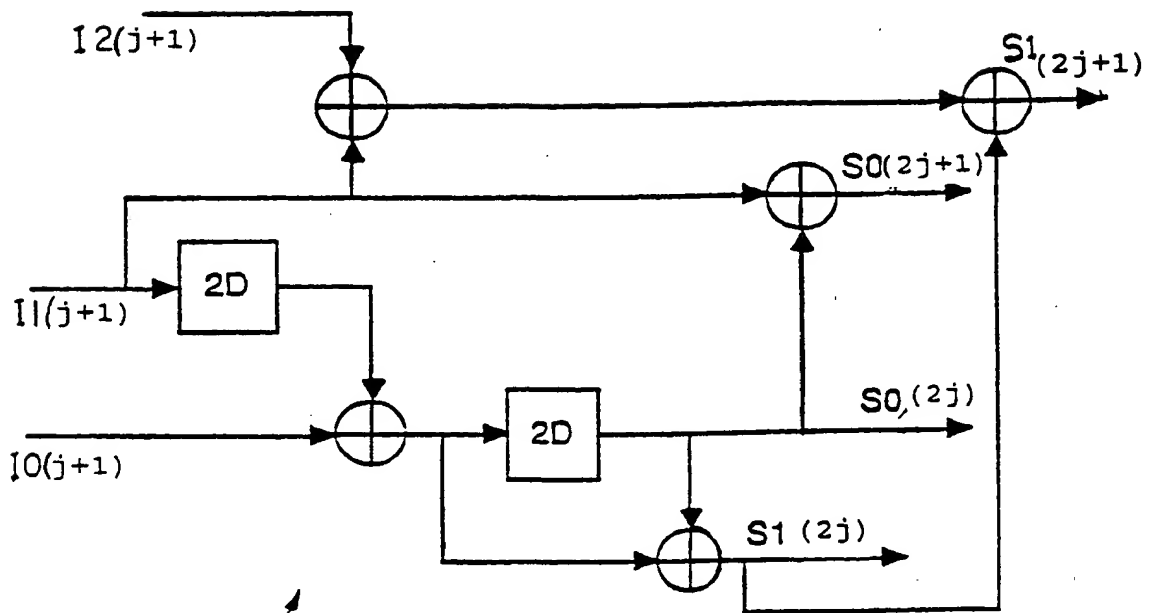 I2(j+1)
S1(2j+1)
S0(2j+1)
2D
I1(j+1)
S0(2j)
2D
I0(j+1)
S1(2j)